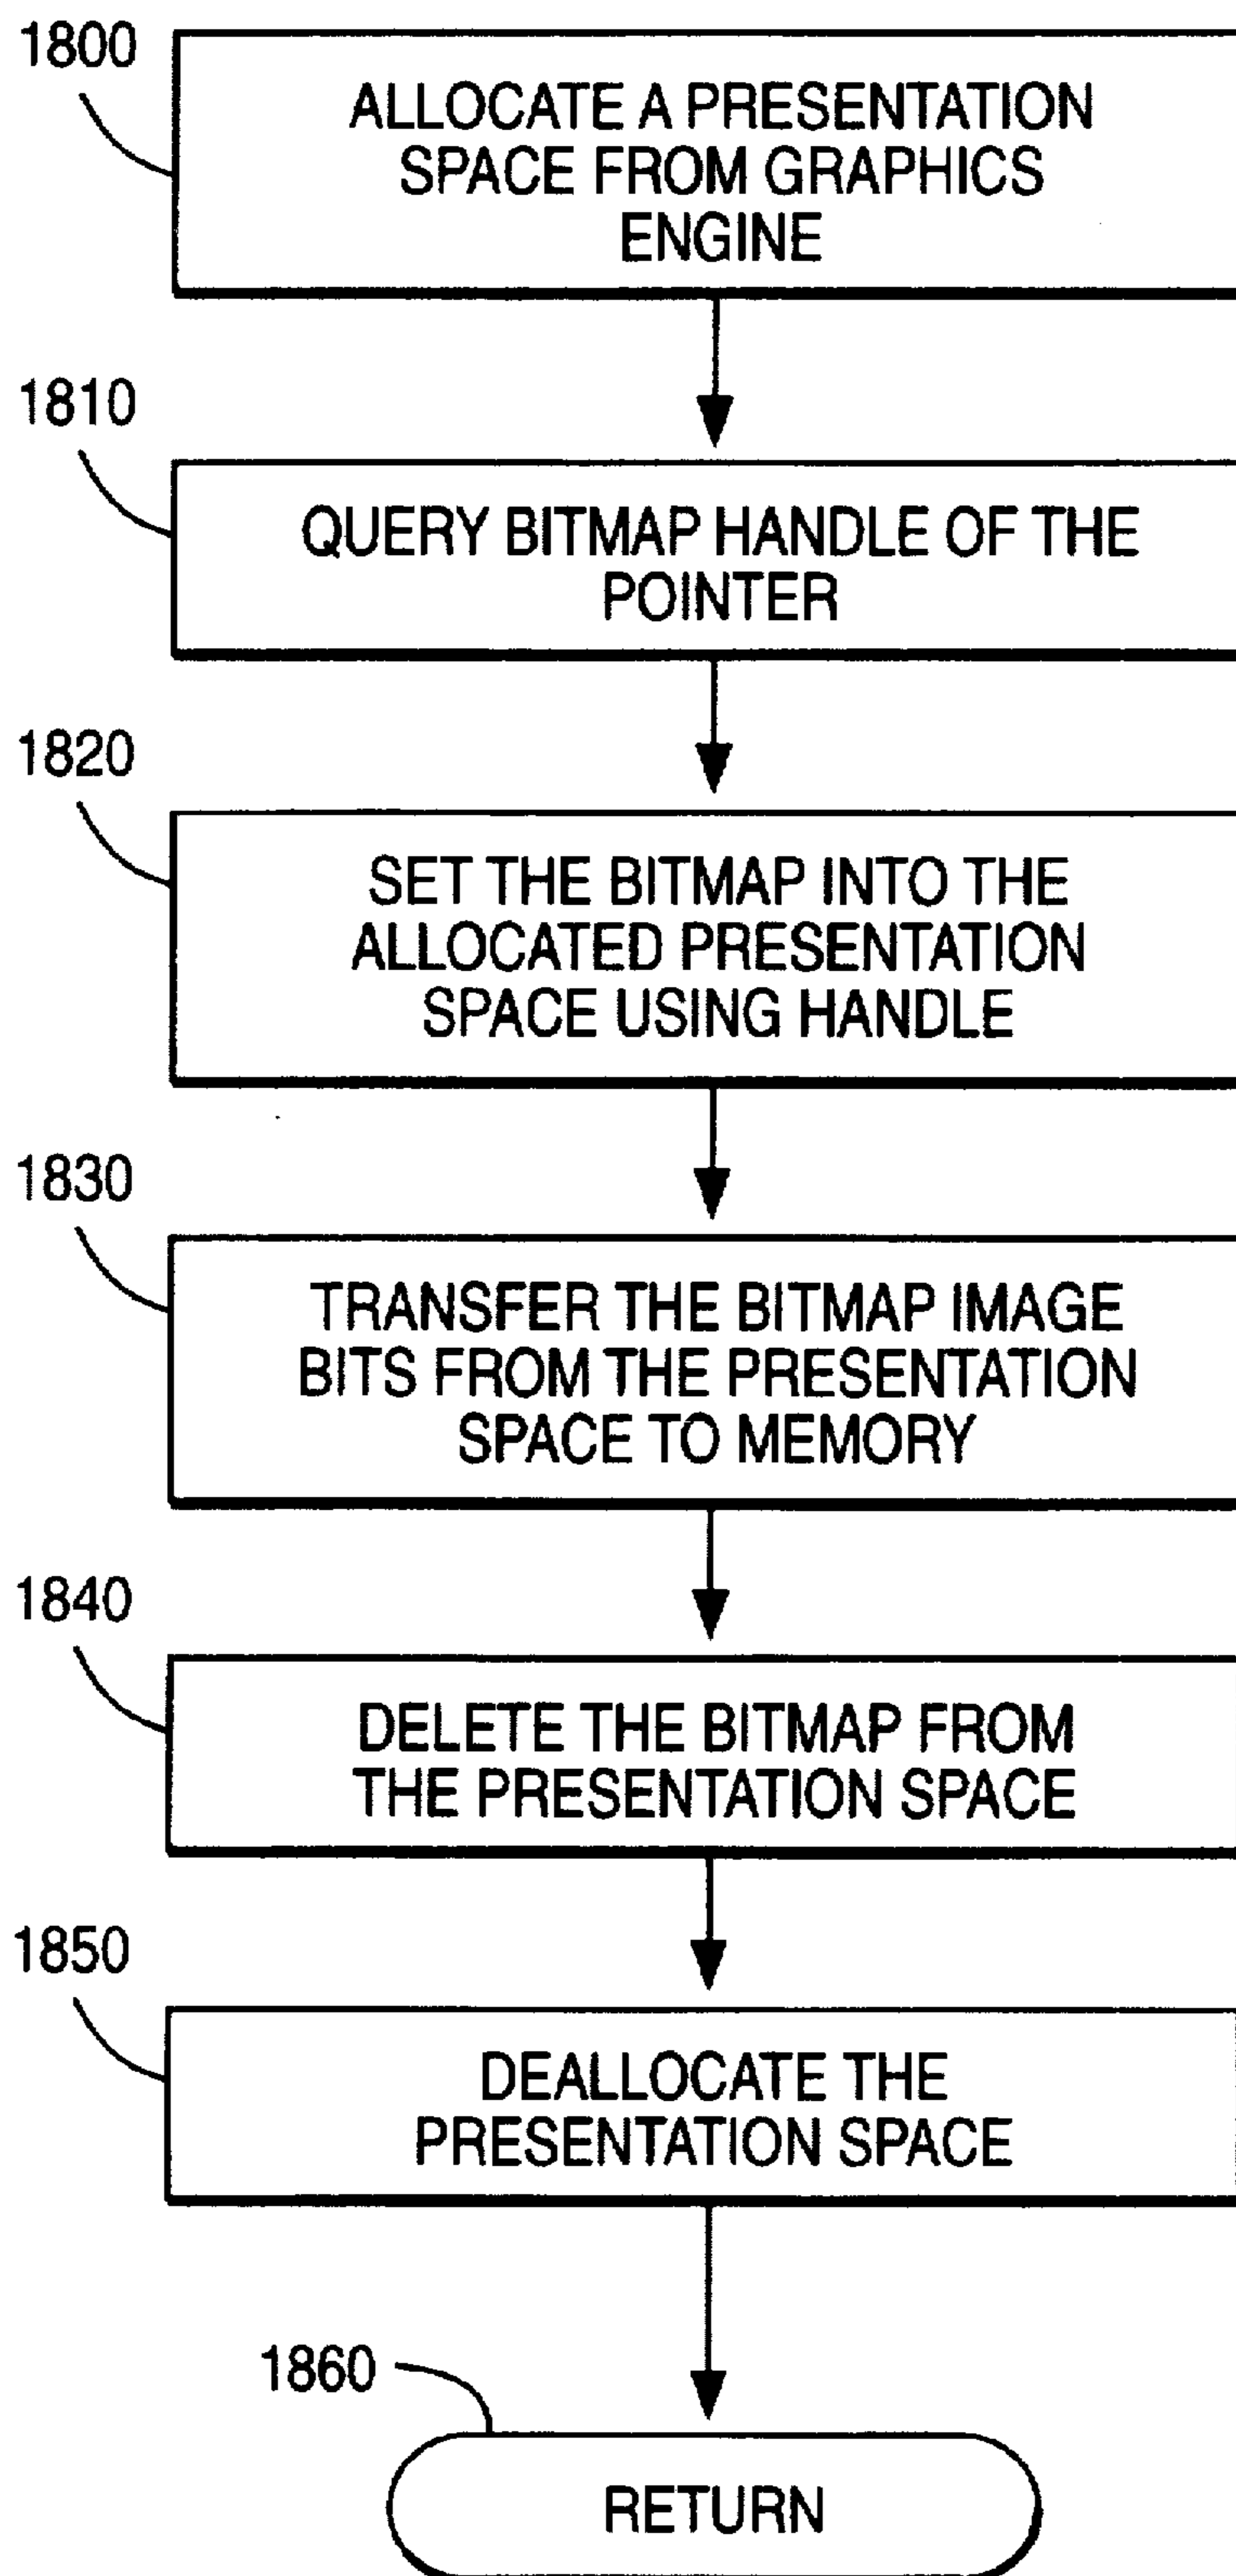 1800
ALLOCATE A PRESENTATION
SPACE FROM GRAPHICS
ENGINE
1810
QUERY BITMAP HANDLE OF THE
POINTER
1820
SET THE BITMAP INTO THE
ALLOCATED PRESENTATION
SPACE USING HANDLE
1830
TRANSFER THE BITMAP IMAGE
BITS FROM THE PRESENTATION
SPACE TO MEMORY
1840
DELETE THE BITMAP FROM
THE PRESENTATION SPACE
1850
DEALLOCATE THE
PRESENTATION SPACE
1860
RETURN